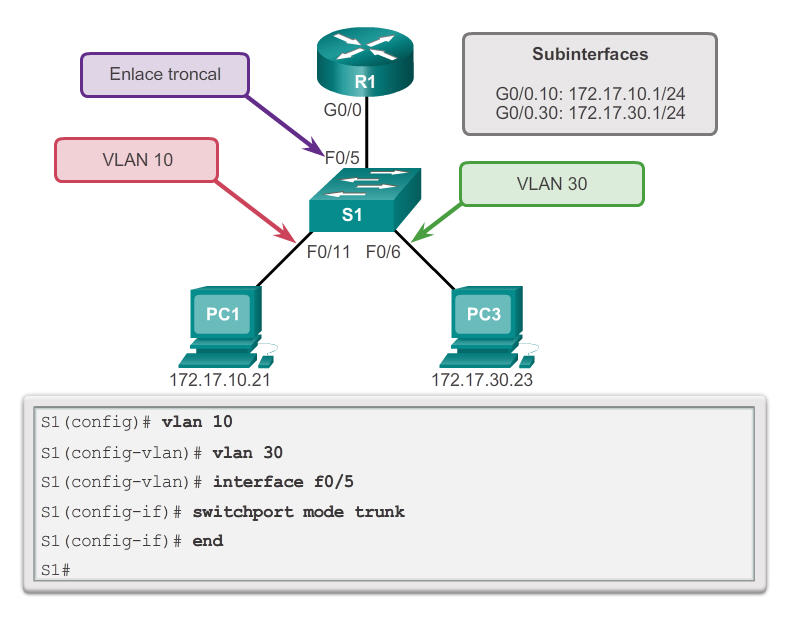 Enlace troncal
R1
Subinterfaces
G0/0.10: 172.17.10.1/24
G0/0.30: 172.17.30.1/24
G0/0
VLAN 10
F0/5
VLAN 30
S1
F0/11
F0/6
PC1
PC3
172.17.10.21
172.17.30.23
S1(config)# vlan 10
S1(config-vlan)# vlan 30
S1(config-vlan)# interface f0/5
S1(config-if)# switchport mode trunk
S1(config-if)# end
S1#